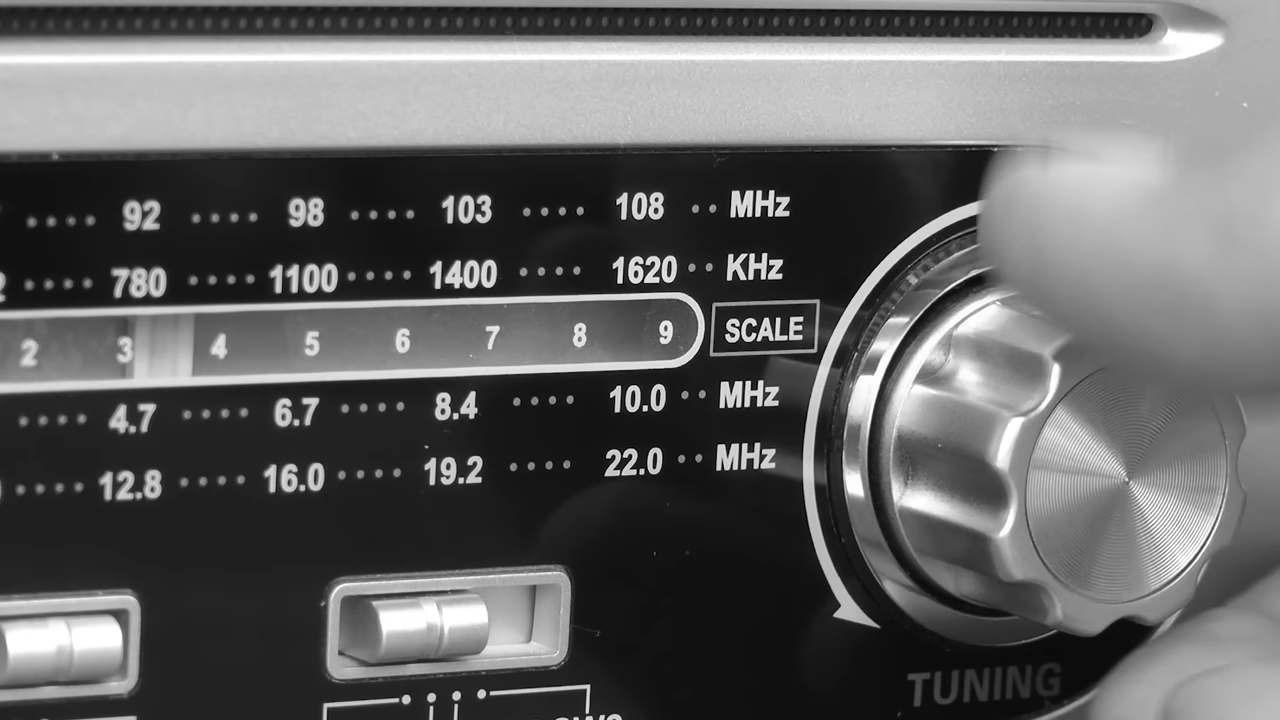 92 98 103 108 MHz
780 1100 1400 1620 KHz
2 3 4 5 6 7 8 9 SCALE
4.7 6.7 8.4 10.0 MHz
12.8 16.0 19.2 22.0 MHz
TUNING